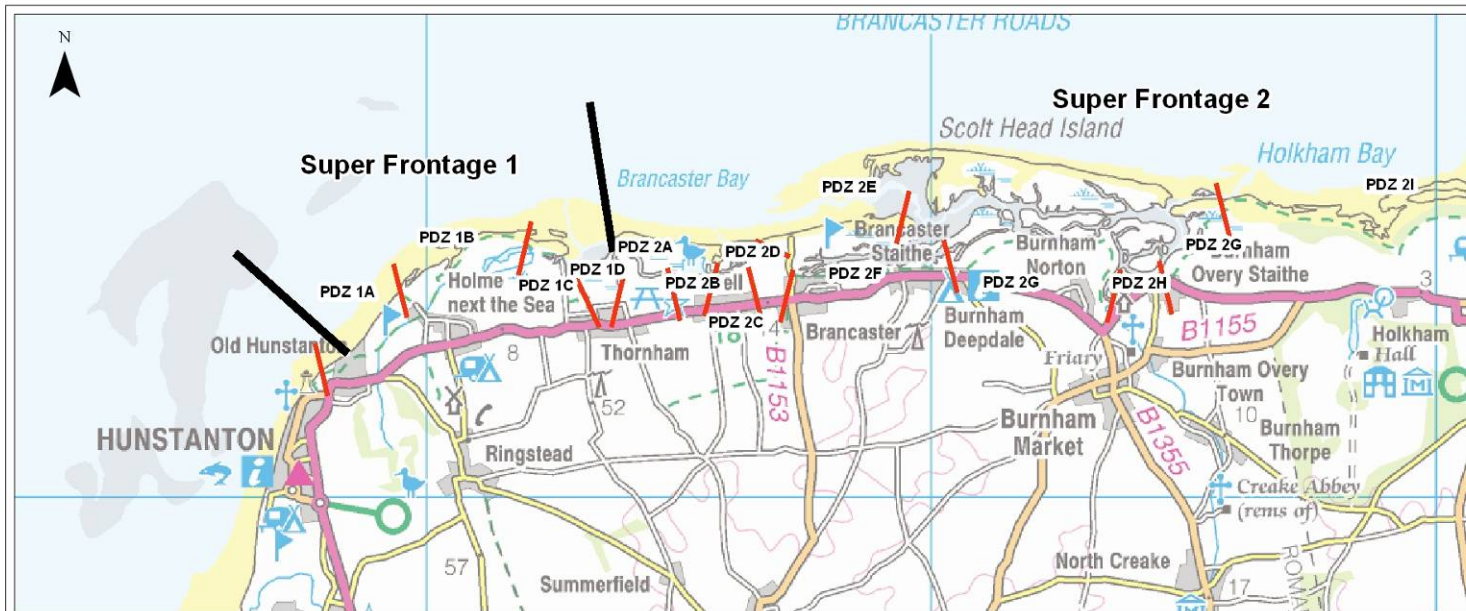 N
BRANCASTER ROADS
Super Frontage 2
Scolt Head Island
Holkham Bay
Super Frontage 1
Brancaster Bay
PDZ 2E
PDZ 2I
PDZ 1B
PDZ 2A
PDZ 2D
Brancaster
Staithe
Burnham
Norton
PDZ 2G
Burnham
Overy Staithe
PDZ 1A
Holme
next the Sea
PDZ 1C
PDZ 1D
PDZ 2B
PDZ 2F
PDZ 2G
PDZ 2H
3
PDZ 2C
4
Old Hunstanton
8
Thornham
Brancaster
Burnham
Deepdale
B1155
Holkham
Hall
Friary
Burnham Overy
Town
52
B1153
10
HUNSTANTON
Ringstead
Burnham
Market
B1355
Burnham
Thorpe
Creake Abbey
(rems of)
57
Summerfield
North Creake
17